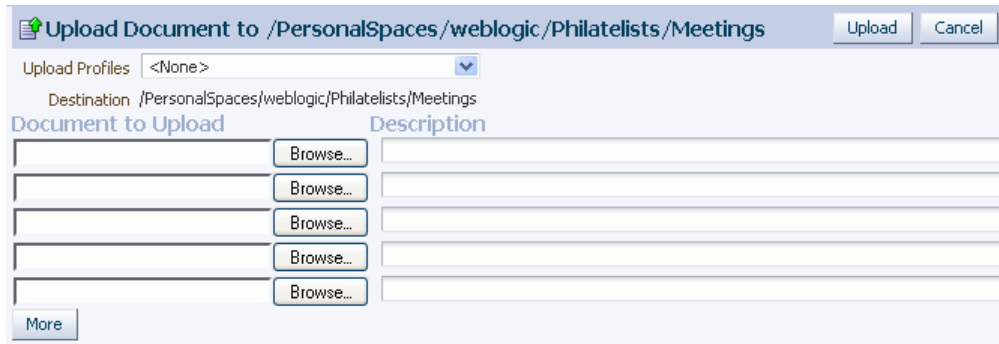 Upload Document to /PersonalSpaces/weblogic/Philatelists/Meetings Upload Cancel
Upload Profiles <None>
Destination /PersonalSpaces/weblogic/Philatelists/Meetings
Document to Upload Description
Browse...
Browse...
Browse...
Browse...
Browse...
More